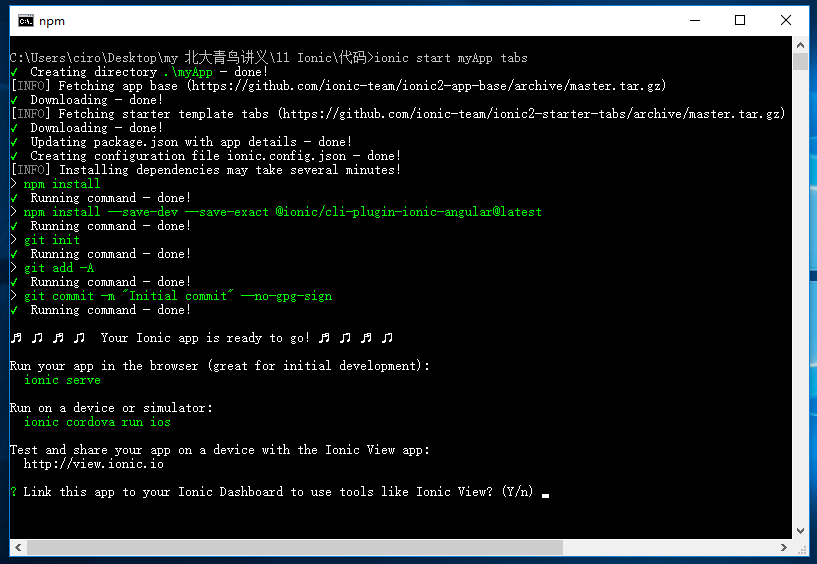 npm
C:\Users\ciro\Desktop\my 北大青鸟讲义\11 Ionic\代码>ionic start myApp tabs
✓ Creating directory .\myApp - done!
[INFO] Fetching app base (https://github.com/ionic-team/ionic2-app-base/archive/master.tar.gz)
✓ Downloading - done!
[INFO] Fetching starter template tabs (https://github.com/ionic-team/ionic2-starter-tabs/archive/master.tar.gz)
✓ Downloading - done!
✓ Updating package.json with app details - done!
✓ Creating configuration file ionic.config.json - done!
[INFO] Installing dependencies may take several minutes!
> npm install
✓ Running command - done!
> npm install --save-dev --save-exact @ionic/cli-plugin-ionic-angular@latest
✓ Running command - done!
> git init
✓ Running command - done!
> git add -A
✓ Running command - done!
> git commit -m "Initial commit" --no-gpg-sign
✓ Running command - done!
♬ ♫ ♬ ♫ Your Ionic app is ready to go! ♬ ♫ ♬ ♫
Run your app in the browser (great for initial development):
ionic serve
Run on a device or simulator:
ionic cordova run ios
Test and share your app on a device with the Ionic View app:
http://view.ionic.io
? Link this app to your Ionic Dashboard to use tools like Ionic View? (Y/n)